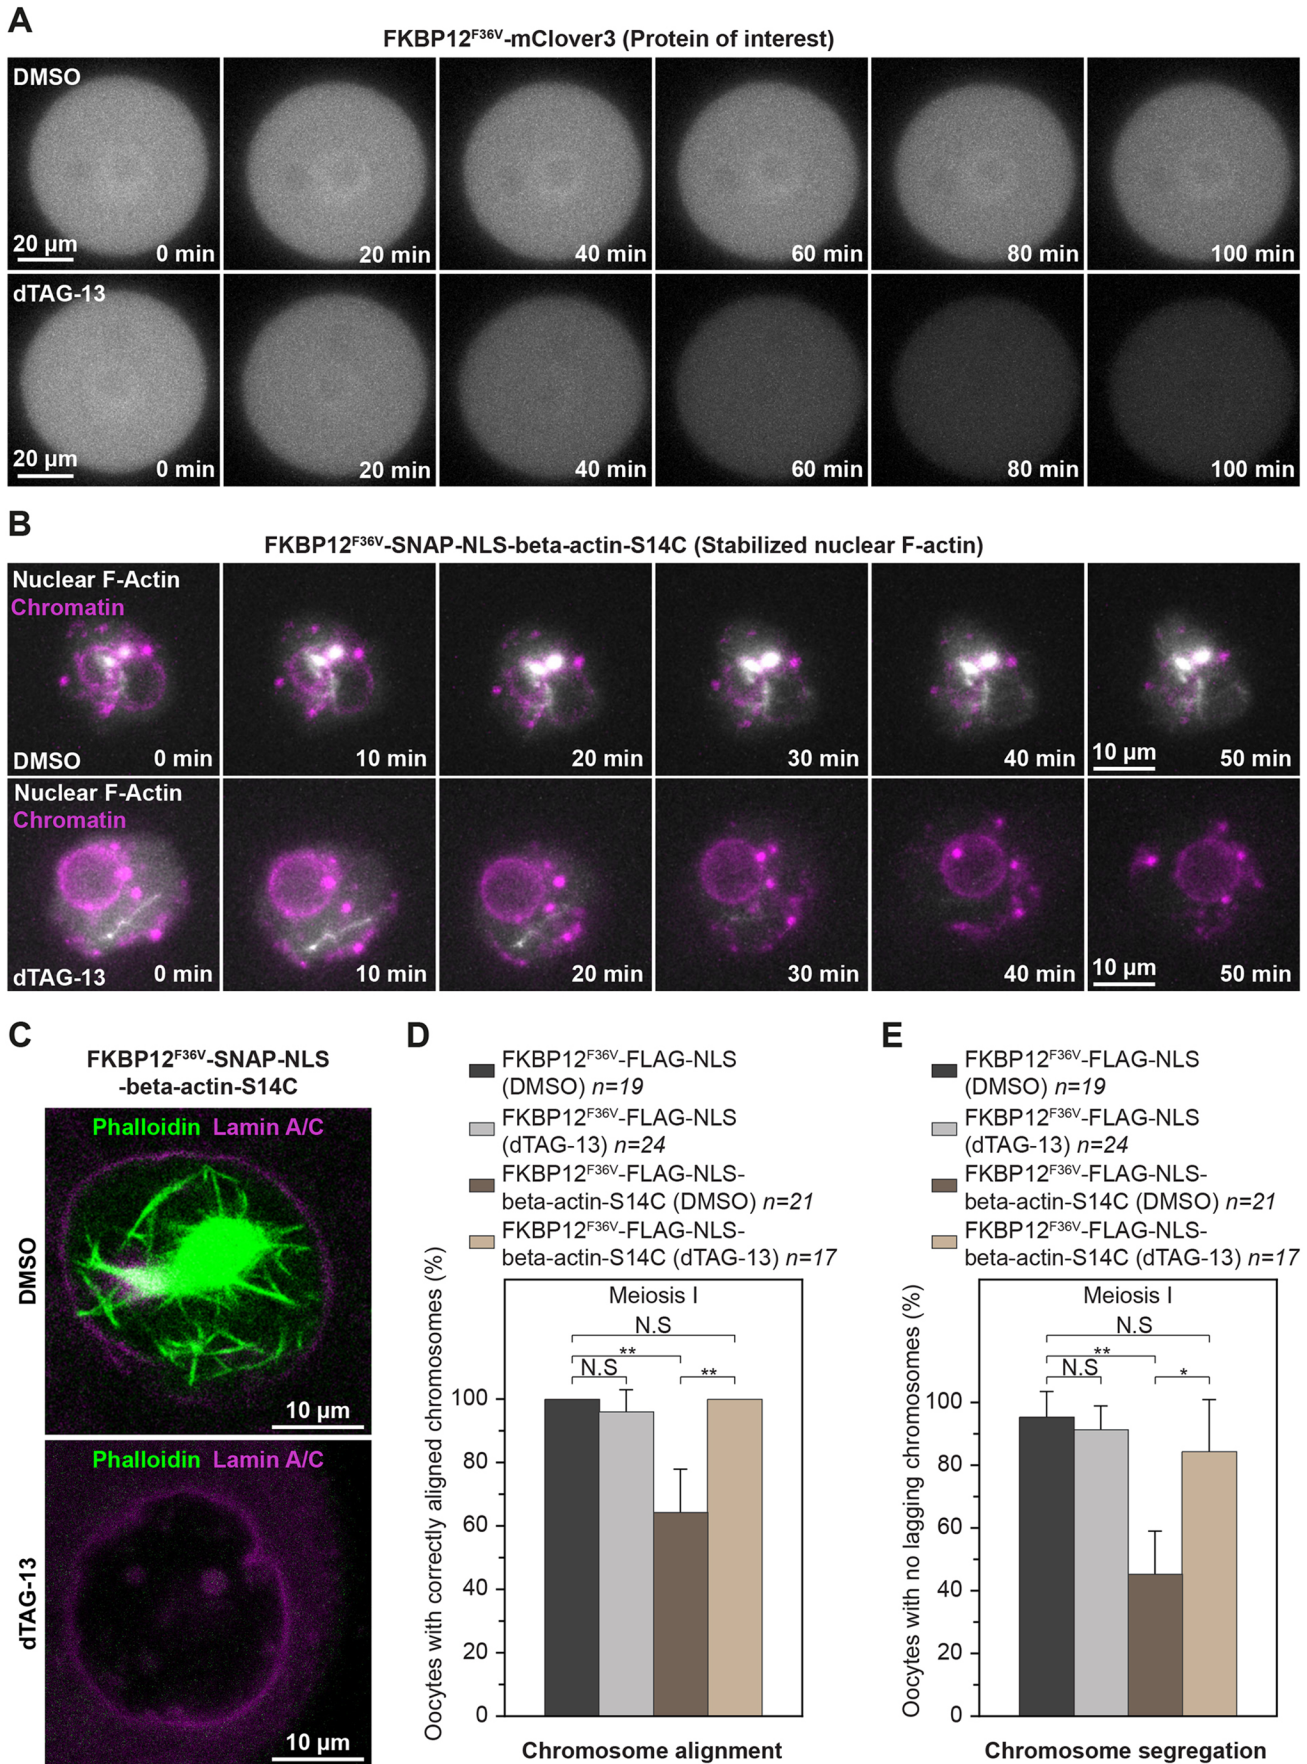 A
FKBP12F36V-mClover3 (Protein of interest)
DMSO
20 µm
0 min
20 min
40 min
60 min
80 min
100 min
dTAG-13
20 µm
0 min
20 min
40 min
60 min
80 min
100 min
B
FKBP12F36V-SNAP-NLS-beta-actin-S14C (Stabilized nuclear F-actin)
Nuclear F-Actin
Chromatin
DMSO
0 min
10 min
20 min
30 min
40 min
10 µm
50 min
Nuclear F-Actin
Chromatin
dTAG-13
0 min
10 min
20 min
30 min
40 min
10 µm
50 min
C
FKBP12F36V-SNAP-NLS
-beta-actin-S14C
Phalloidin Lamin A/C
DMSO
10 µm
Phalloidin Lamin A/C
dTAG-13
10 µm
D
FKBP12F36V-FLAG-NLS
(DMSO) n=19
FKBP12F36V-FLAG-NLS
(dTAG-13) n=24
FKBP12F36V-FLAG-NLS-
beta-actin-S14C (DMSO) n=21
FKBP12F36V-FLAG-NLS-
beta-actin-S14C (dTAG-13) n=17
Meiosis I
N.S
**
N.S
**
Oocytes with correctly aligned chromosomes (%)
100
80
60
40
20
0
Chromosome alignment
E
FKBP12F36V-FLAG-NLS
(DMSO) n=19
FKBP12F36V-FLAG-NLS
(dTAG-13) n=24
FKBP12F36V-FLAG-NLS-
beta-actin-S14C (DMSO) n=21
FKBP12F36V-FLAG-NLS-
beta-actin-S14C (dTAG-13) n=17
Meiosis I
N.S
**
N.S
*
Oocytes with no lagging chromosomes (%)
100
80
60
40
20
0
Chromosome segregation